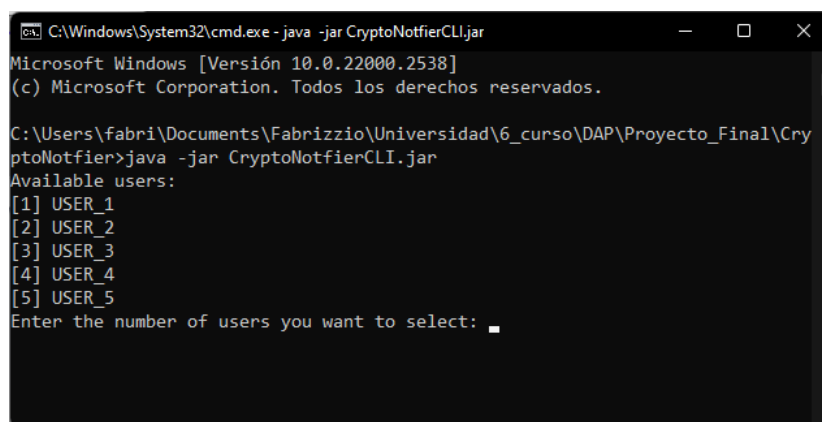 C:\Windows\System32\cmd.exe - java -jar CryptoNotfierCLI.jar
Microsoft Windows [Versión 10.0.22000.2538]
(c) Microsoft Corporation. Todos los derechos reservados.
C:\Users\fabri\Documents\Fabrizzio\Universidad\6_curso\DAP\Proyecto_Final\Cry
ptoNotfier>java -jar CryptoNotfierCLI.jar
Available users:
[1] USER_1
[2] USER_2
[3] USER_3
[4] USER_4
[5] USER_5
Enter the number of users you want to select: